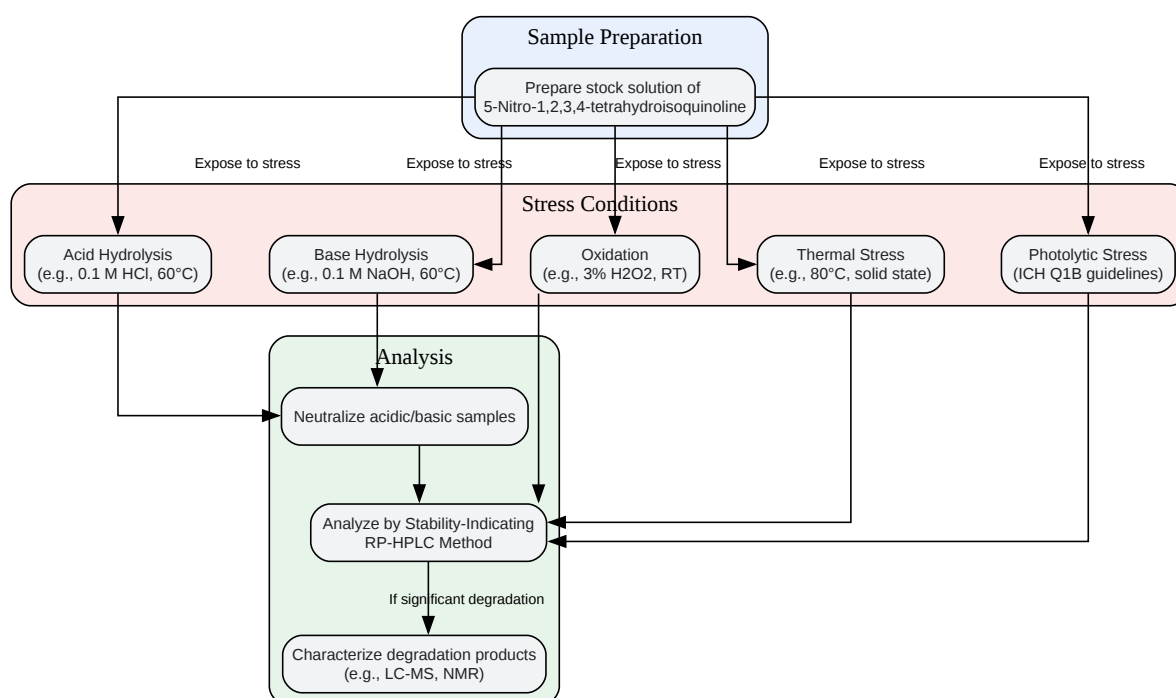 Sample Preparation
Prepare stock solution of
5-Nitro-1,2,3,4-tetrahydroisoquinoline
Expose to stress
Expose to stress
Expose to stress
Expose to stress
Expose to stress
Stress Conditions
Acid Hydrolysis
(e.g., 0.1 M HCl, 60°C)
Base Hydrolysis
(e.g., 0.1 M NaOH, 60°C)
Oxidation
(e.g., 3% H2O2, RT)
Thermal Stress
(e.g., 80°C, solid state)
Photolytic Stress
(ICH Q1B guidelines)
Analysis
Neutralize acidic/basic samples
Analyze by Stability-Indicating
RP-HPLC Method
If significant degradation
Characterize degradation products
(e.g., LC-MS, NMR)